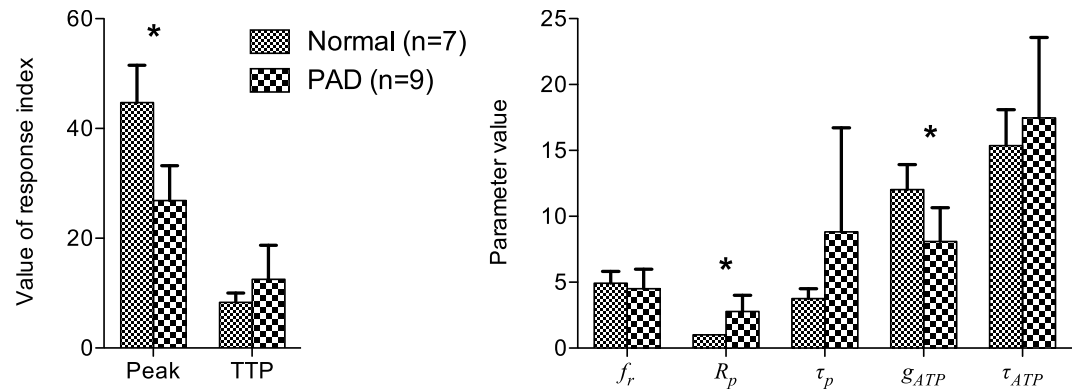 Value of response index
60
40
20
0
*
Peak TTP
Normal (n=7)
PAD (n=9)
Parameter value
25
20
15
10
5
0
*
*
f_r R_p τ_p g_ATP τ_ATP